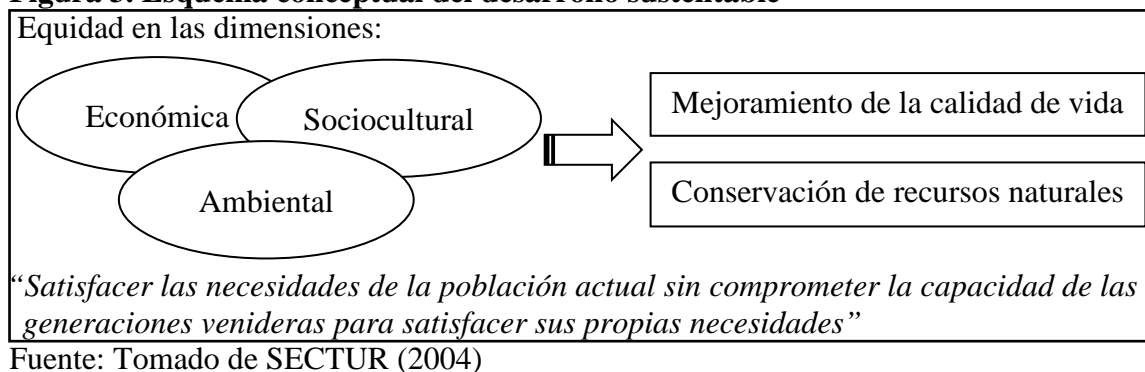 Figura Esquema conceptual del desarrollo sustentable
Equidad en las dimensiones:
Económica
Sociocultural
Ambiental
Mejoramiento de la calidad de vida
Conservación de recursos naturales
“Satisfacer las necesidades de la población actual sin comprometer la capacidad de las
generaciones venideras para satisfacer sus propias necesidades”
Fuente: Tomado de SECTUR (2004)